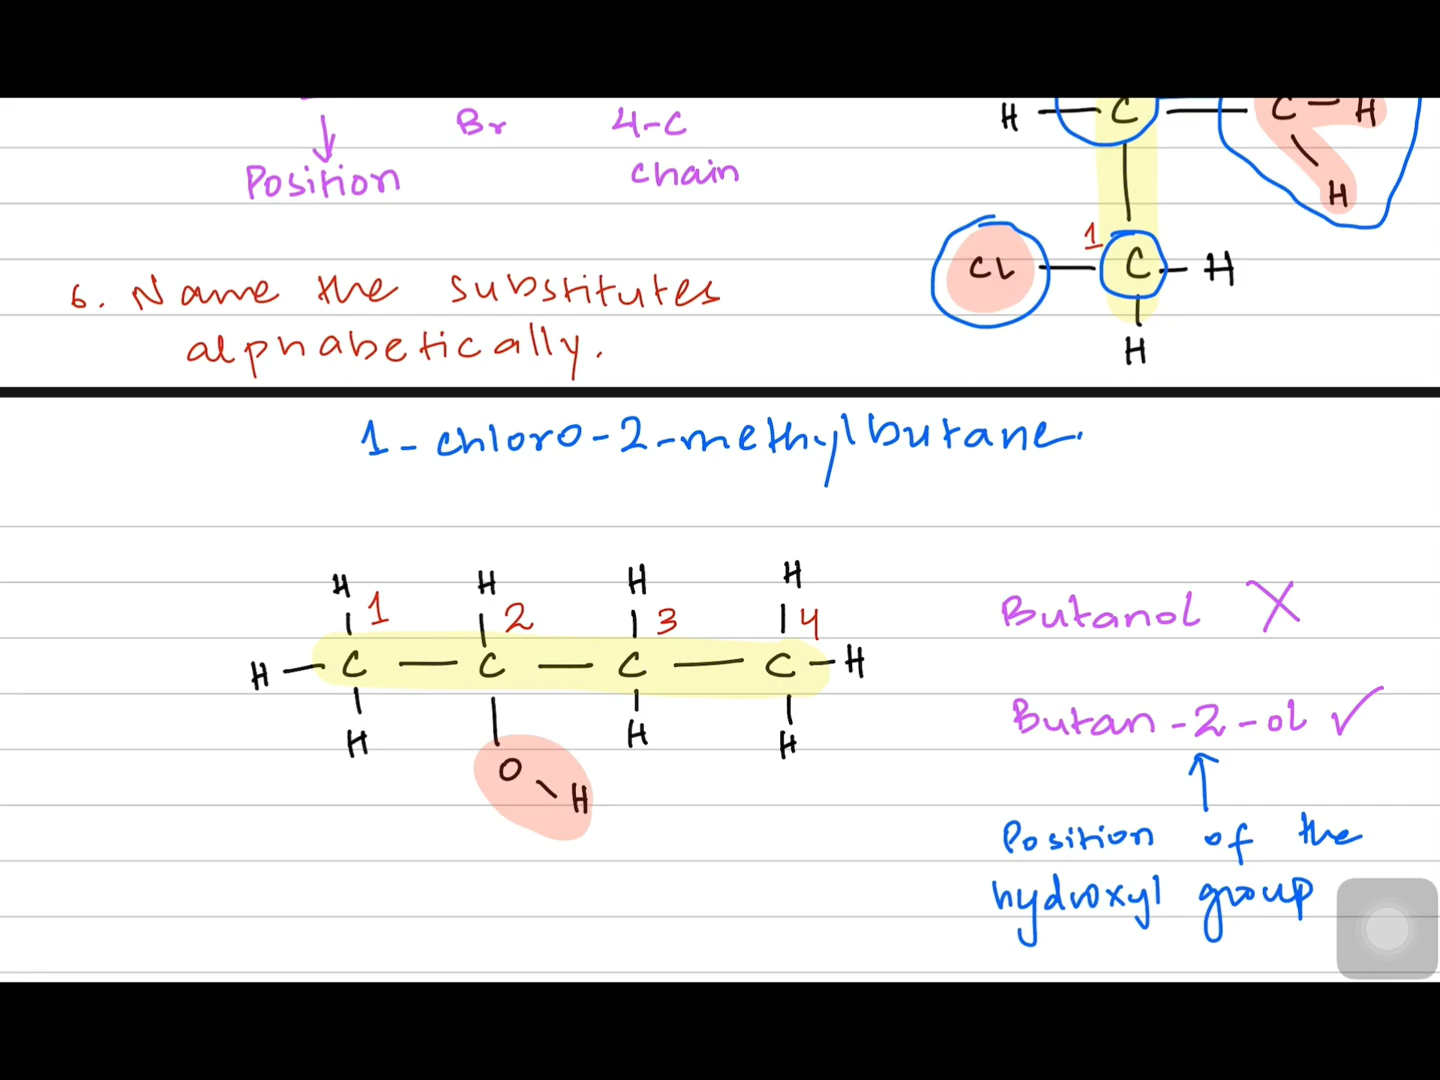 Br 4-C
Position chain
H — C — C — H
H
CL — 1 C — H
H
6. Name the substitutes
alphabetically.
1-chloro-2-methylbutane.
H H H H
1 2 3 4
H — C — C — C — C — H
H H H
O
H
Butanol X
Butan-2-ol ✓
↑
Position of the
hydroxyl group